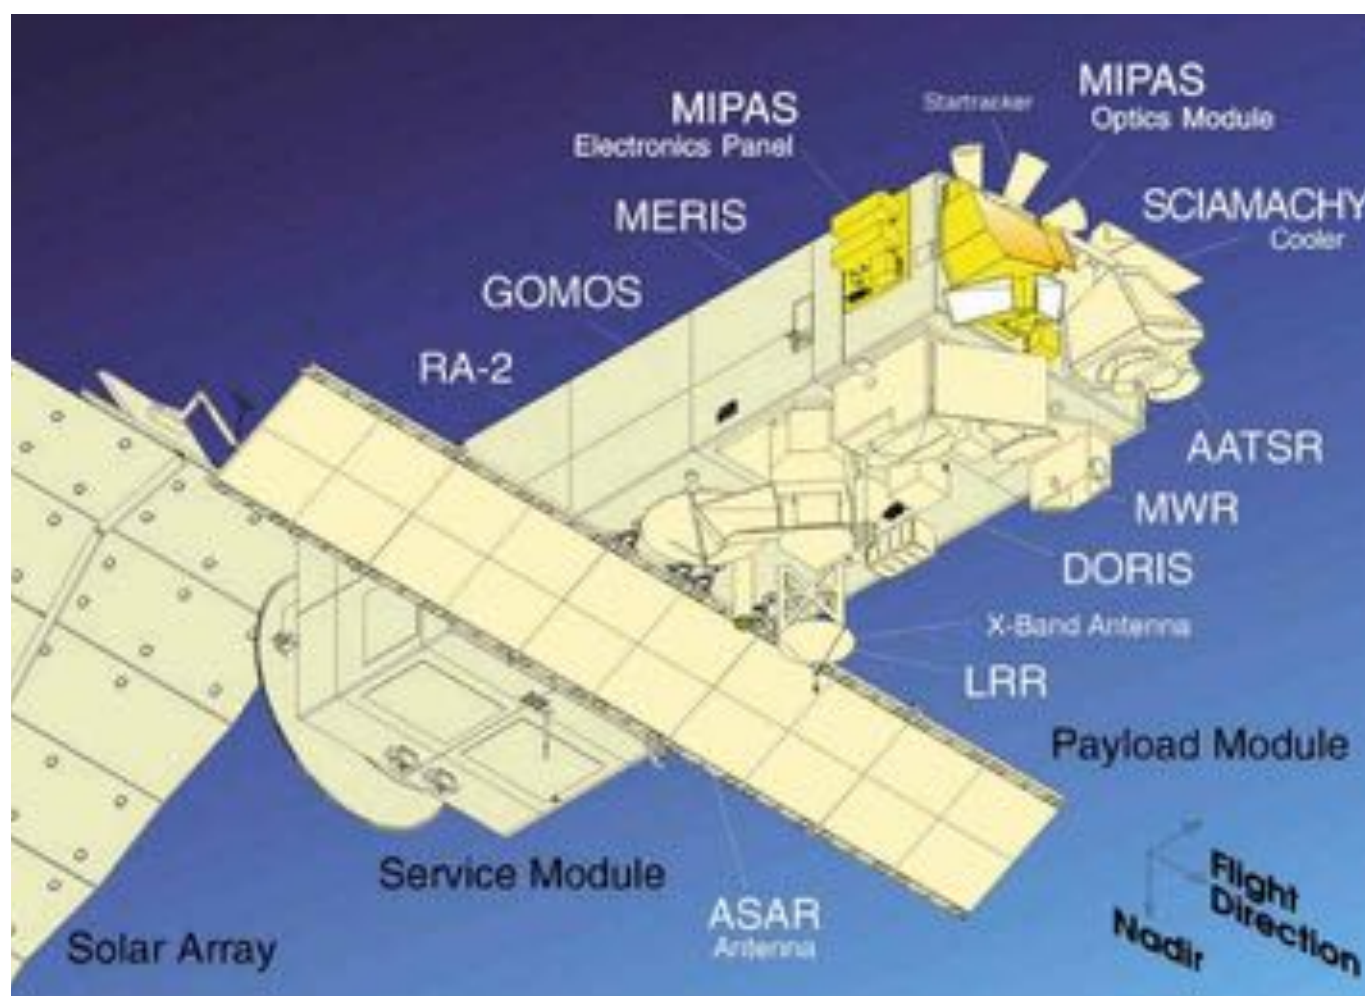 MIPAS
Optics Module
Startracker
MIPAS
Electronics Panel
SCIAMACHY
Cooler
MERIS
GOMOS
RA-2
AATSR
MWR
DORIS
X-Band Antenna
LRR
Payload Module
Service Module
ASAR
Antenna
Solar Array
Flight
Direction
Nadir